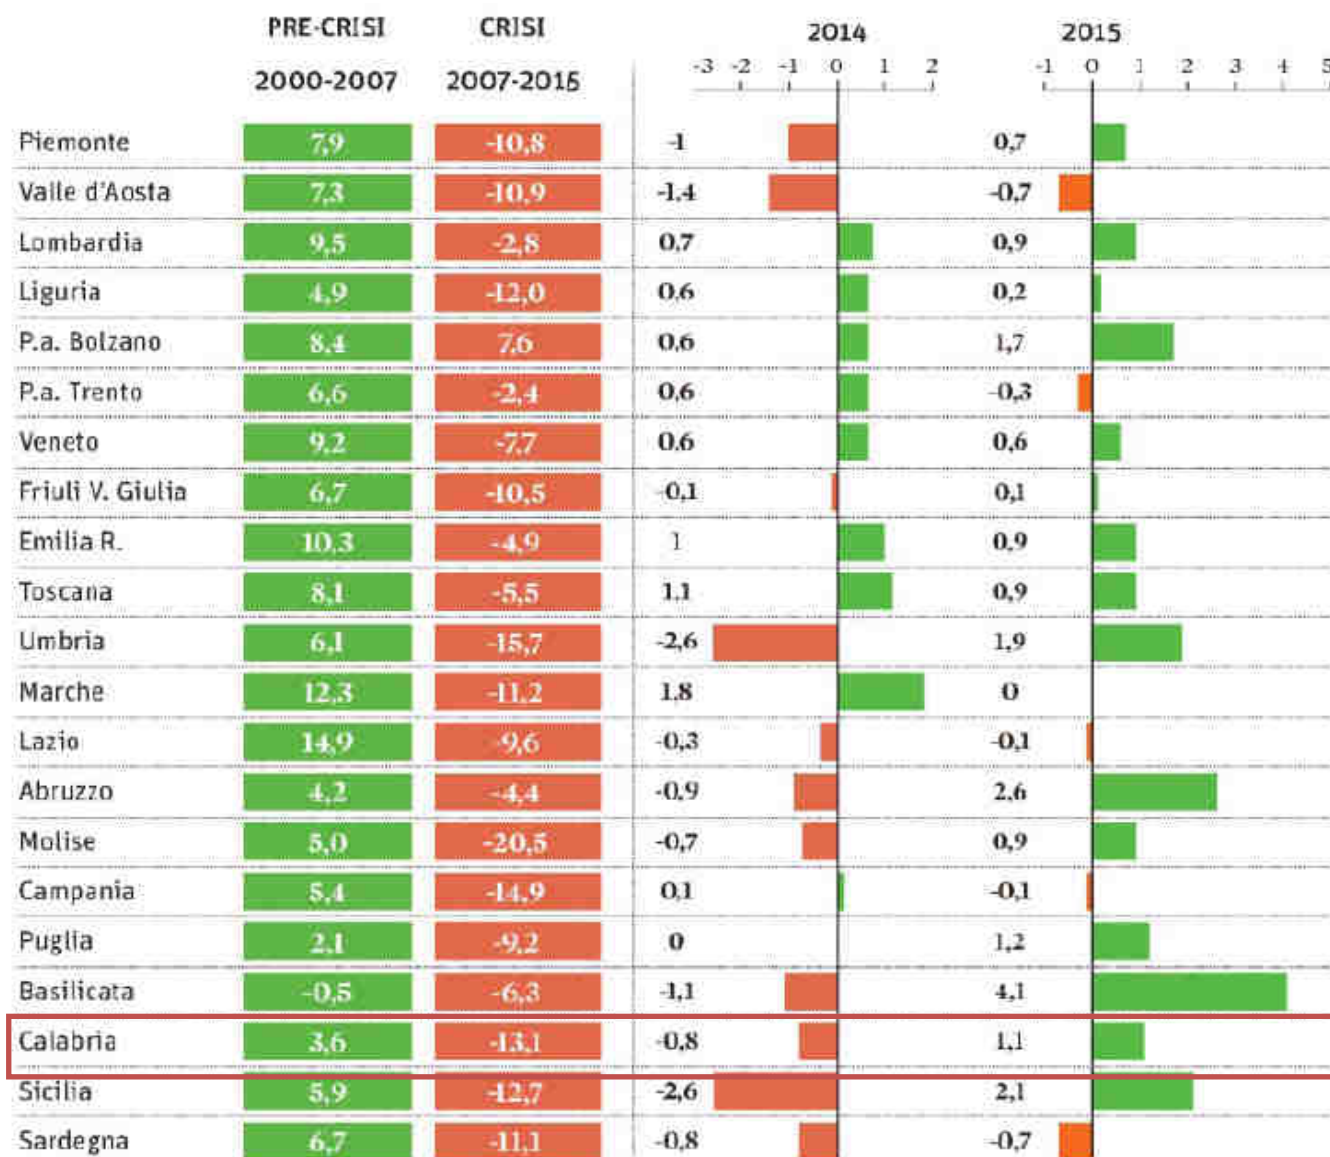 PRE-CRISI CRISI 2014 2015
2000-2007 2007-2015 -3 -2 -1 0 1 2 -1 0 1 2 3 4 5
Piemonte 7,9 -10,8 -1 0,7
Valle d'Aosta 7,3 -10,9 -1,4 -0,7
Lombardia 9,5 -2,8 0,7 0,9
Liguria 4,9 -12,0 0,6 0,2
P.a. Bolzano 8,4 7,6 0,6 1,7
P.a. Trento 6,6 -2,4 0,6 -0,3
Veneto 9,2 -7,7 0,6 0,6
Friuli V. Giulia 6,7 -10,5 -0,1 0,1
Emilia R. 10,3 -4,9 1 0,9
Toscana 8,1 -5,5 1,1 0,9
Umbria 6,1 -15,7 -2,6 1,9
Marche 12,3 -11,2 1,8 0
Lazio 14,9 -9,6 -0,3 -0,1
Abruzzo 4,2 -4,4 -0,9 2,6
Molise 5,0 -20,5 -0,7 0,9
Campania 5,4 -14,9 0,1 -0,1
Puglia 2,1 -9,2 0 1,2
Basilicata -0,5 -6,3 -1,1 4,1
Calabria 3,6 -13,1 -0,8 1,1
Sicilia 5,9 -12,7 -2,6 2,1
Sardegna 6,7 -11,1 -0,8 -0,7